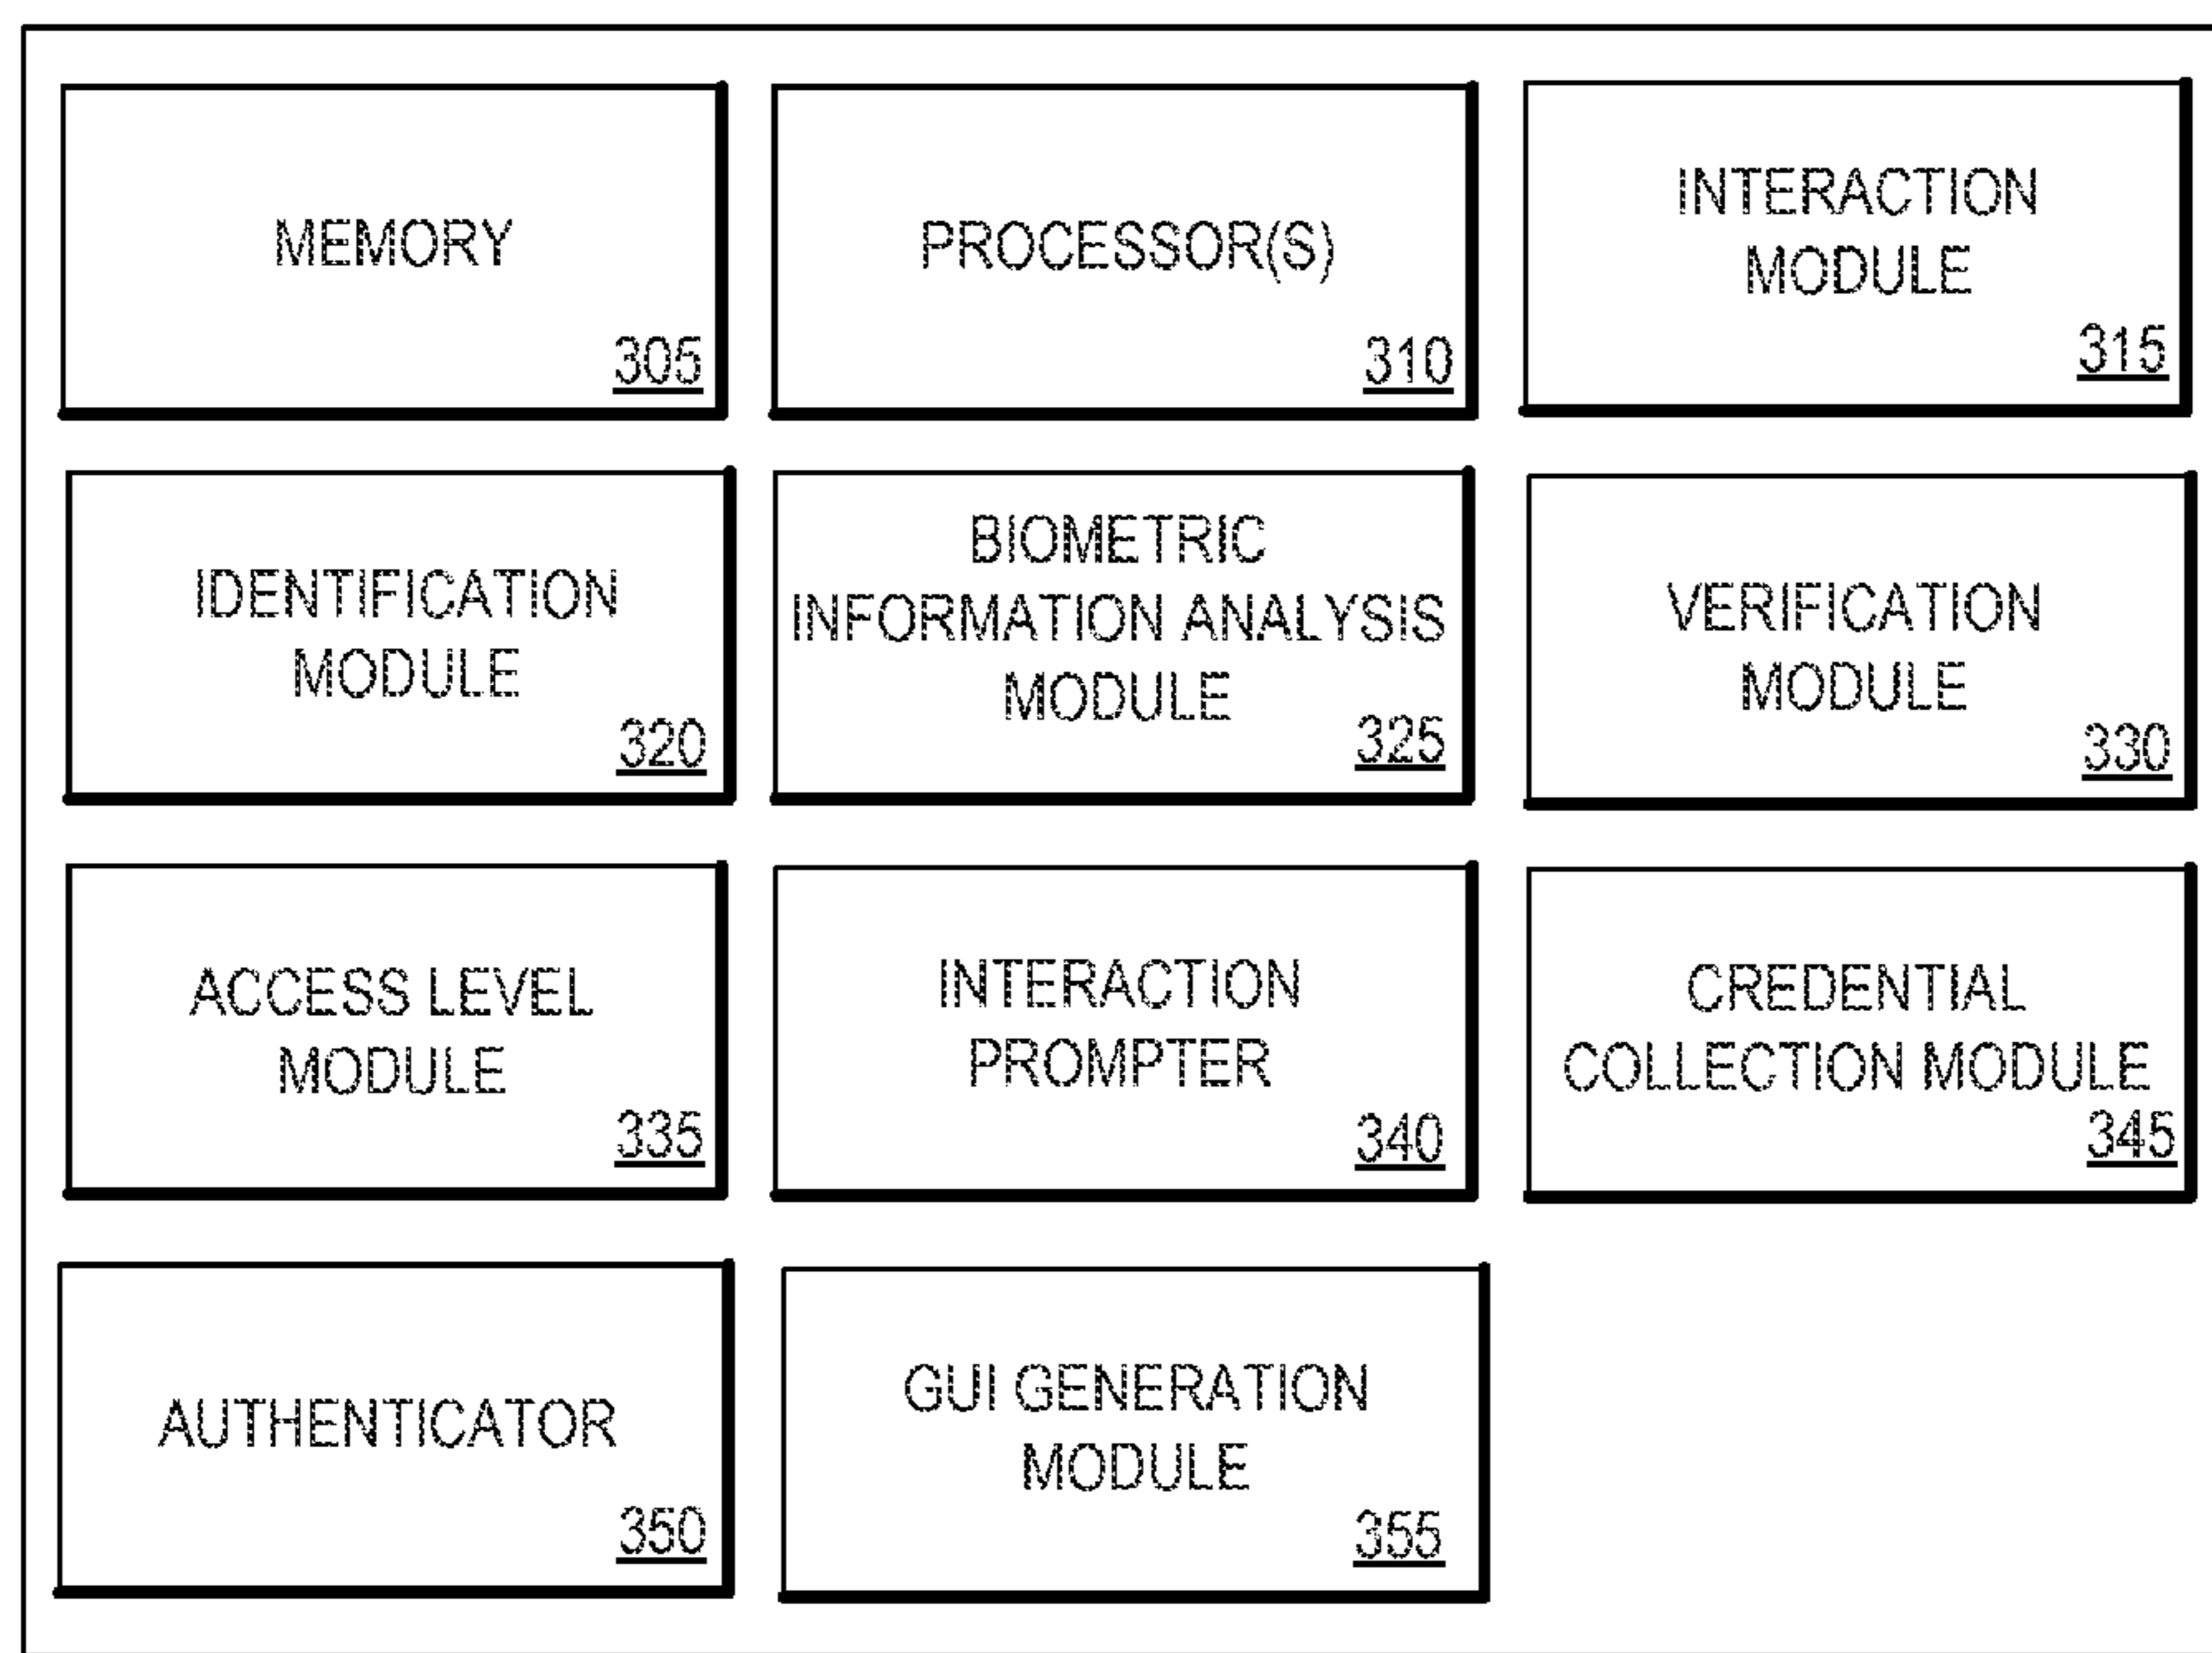 MEMORY
305
PROCESSOR(S)
310
INTERACTION
MODULE
315
IDENTIFICATION
MODULE
320
BIOMETRIC
INFORMATION ANALYSIS
MODULE
325
VERIFICATION
MODULE
330
ACCESS LEVEL
MODULE
335
INTERACTION
PROMPTER
340
CREDENTIAL
COLLECTION MODULE
345
AUTHENTICATOR
350
GUI GENERATION
MODULE
355